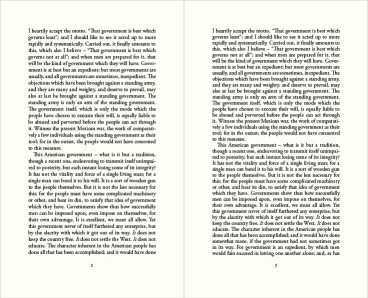 I heartily accept the motto, "That government is best which
governs least"; and I should like to see it acted up to more
rapidly and systematically. Carried out, it finally amounts to
this, which also I believe – "That government is best which
governs not at all"; and when men are prepared for it, that
will be the kind of government which they will have. Govern-
ment is at best but an expedient; but most governments are
usually, and all governments are sometimes, inexpedient. The
objections which have been brought against a standing army,
and they are many and weighty, and deserve to prevail, may
also at last be brought against a standing government. The
standing army is only an arm of the standing government.
The government itself, which is only the mode which the
people have chosen to execute their will, is equally liable to
be abused and perverted before the people can act through
it. Witness the present Mexican war, the work of comparati-
vely a few individuals using the standing government as their
tool; for in the outset, the people would not have consented
to this measure.
This American government – what is it but a tradition,
though a recent one, endeavoring to transmit itself unimpai-
red to posterity, but each instant losing some of its integrity?
It has not the vitality and force of a single living man; for a
single man can bend it to his will. It is a sort of wooden gun
to the people themselves. But it is not the less necessary for
this; for the people must have some complicated machinery
or other, and hear its din, to satisfy that idea of government
which they have. Governments show thus how successfully
men can be imposed upon, even impose on themselves, for
their own advantage. It is excellent, we must all allow. Yet
this government never of itself furthered any enterprise, but
by the alacrity with which it got out of its way. It does not
keep the country free. It does not settle the West. It does not
educate. The character inherent in the American people has
done all that has been accomplished; and it would have done
2
I heartily accept the motto, "That government is best which
governs least"; and I should like to see it acted up to more
rapidly and systematically. Carried out, it finally amounts to
this, which also I believe – "That government is best which
governs not at all"; and when men are prepared for it, that
will be the kind of government which they will have. Govern-
ment is at best but an expedient; but most governments are
usually, and all governments are sometimes, inexpedient. The
objections which have been brought against a standing army,
and they are many and weighty, and deserve to prevail, may
also at last be brought against a standing government. The
standing army is only an arm of the standing government.
The government itself, which is only the mode which the
people have chosen to execute their will, is equally liable to
be abused and perverted before the people can act through
it. Witness the present Mexican war, the work of comparati-
vely a few individuals using the standing government as their
tool; for in the outset, the people would not have consented
to this measure.
This American government – what is it but a tradition,
though a recent one, endeavoring to transmit itself unimpai-
red to posterity, but each instant losing some of its integrity?
It has not the vitality and force of a single living man; for a
single man can bend it to his will. It is a sort of wooden gun
to the people themselves. But it is not the less necessary for
this; for the people must have some complicated machinery
or other, and hear its din, to satisfy that idea of government
which they have. Governments show thus how successfully
men can be imposed upon, even impose on themselves, for
their own advantage. It is excellent, we must all allow. Yet
this government never of itself furthered any enterprise, but
by the alacrity with which it got out of its way. It does not
keep the country free. It does not settle the West. It does not
educate. The character inherent in the American people has
done all that has been accomplished; and it would have done
somewhat more, if the government had not sometimes got
in its way. For government is an expedient, by which men
would fain succeed in letting one another alone; and, as has
3